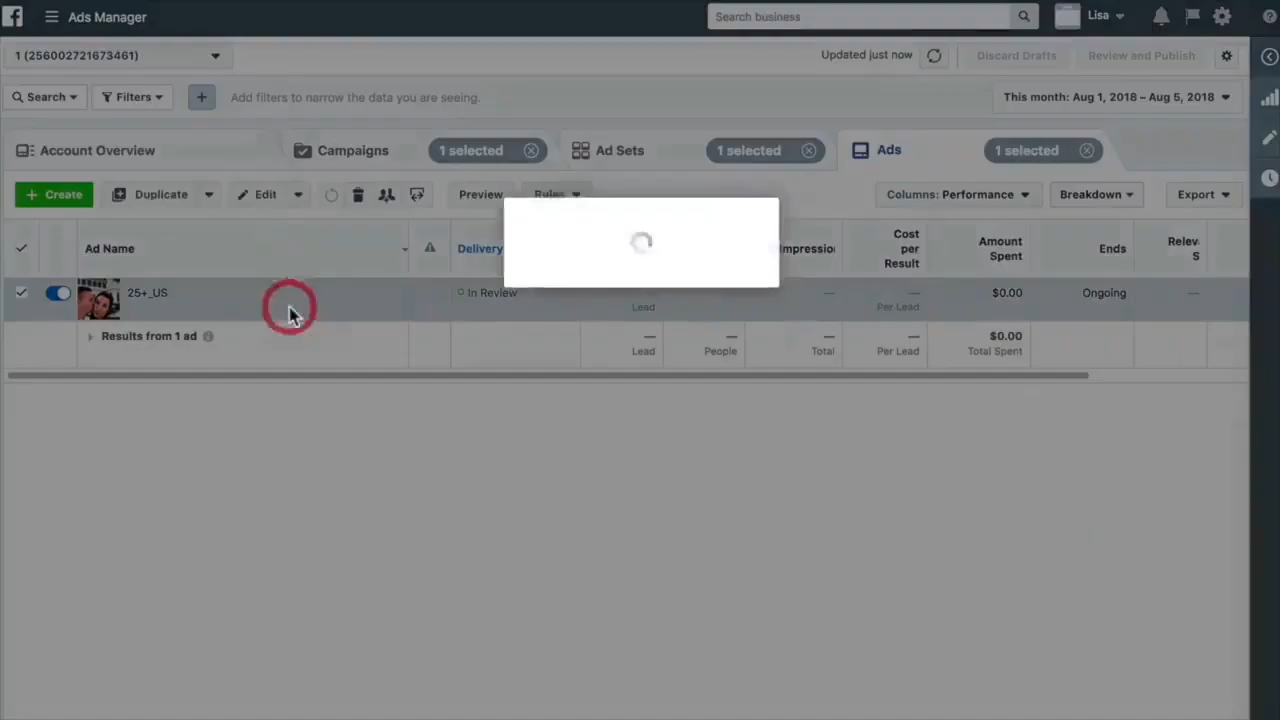 f Ads Manager Search business Lisa
1 (256002721673461) Updated just now Discard Drafts Review and Publish
Search Filters + Add filters to narrow the data you are seeing. This month: Aug 1, 2018 – Aug 5, 2018
Account Overview Campaigns 1 selected Ad Sets 1 selected Ads 1 selected
+ Create Duplicate Edit Preview Rules Columns: Performance Breakdown Export
Ad Name Delivery Impression Cost per Result Amount Spent Ends Relev
S
25+_US In Review — — — — $0.00 Ongoing —
Lead Per Lead
Results from 1 ad — — — — $0.00
Lead People Total Per Lead Total Spent